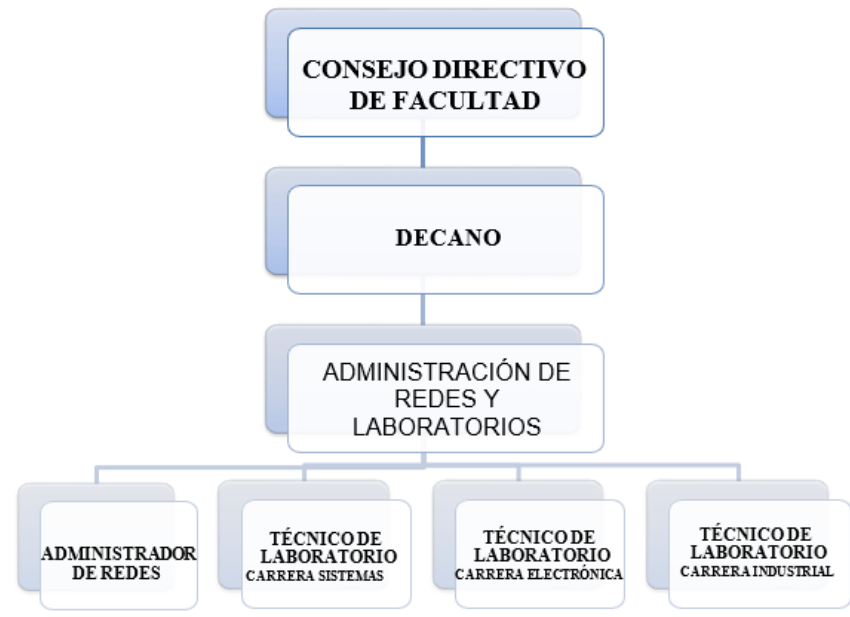 CONSEJO DIRECTIVO
DE FACULTAD
DECANO
ADMINISTRACIÓN DE
REDES Y
LABORATORIOS
ADMINISTRADOR
DE REDES
TÉCNICO DE
LABORATORIO
CARRERA SISTEMAS
TÉCNICO DE
LABORATORIO
CARRERA ELECTRÓNICA
TÉCNICO DE
LABORATORIO
CARRERA INDUSTRIAL